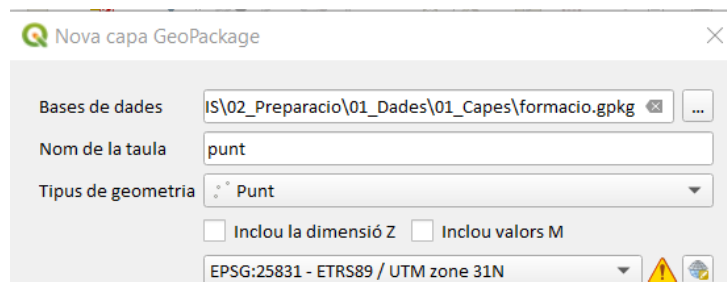 Nova capa GeoPackage
Bases de dades IS\02_Preparacio\01_Dades\01_Capes\formacio.gpkg ...
Nom de la taula punt
Tipus de geometria Punt
Inclou la dimensió Z Inclou valors M
EPSG:25831 - ETRS89 / UTM zone 31N